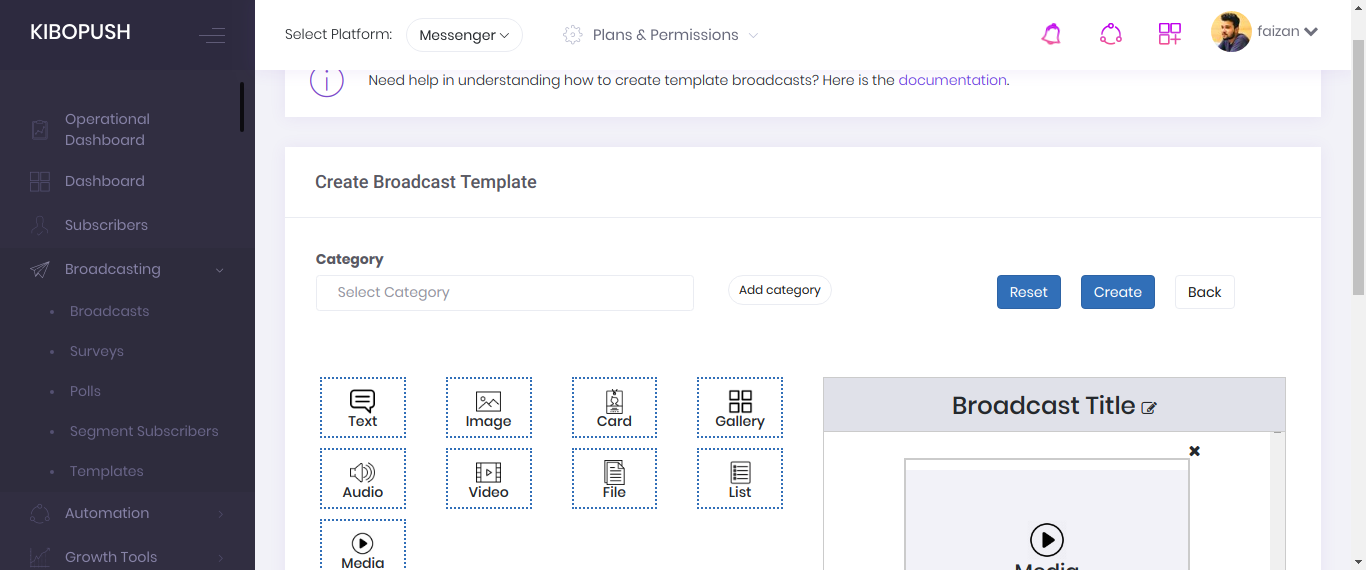 KIBOPUSH
Select Platform:
Messenger
Plans & Permissions
faizan
Need help in understanding how to create template broadcasts? Here is the documentation.
Operational
Dashboard
Dashboard
Subscribers
Broadcasting
Broadcasts
Surveys
Polls
Segment Subscribers
Templates
Automation
Growth Tools
Create Broadcast Template
Category
Select Category
Add category
Reset
Create
Back
Text
Image
Card
Gallery
Audio
Video
File
List
Media
Broadcast Title
Media